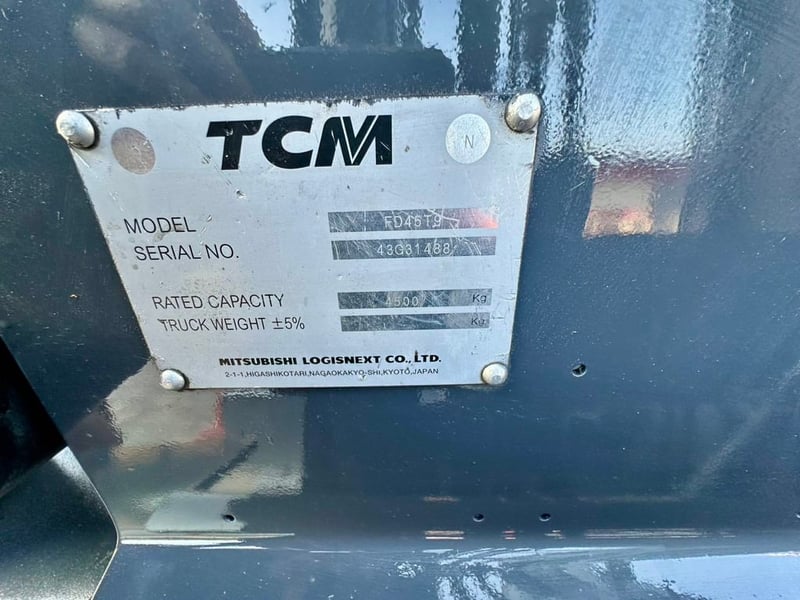 TCM
N
MODEL FD45T9
SERIAL NO. 43G31488
RATED CAPACITY 4500 Kg
TRUCK WEIGHT ±5% Kg
MITSUBISHI LOGISNEXT CO., LTD.
2-1-1,HIGASHIKOTARI,NAGAOKAKYO-SHI,KYOTO,JAPAN